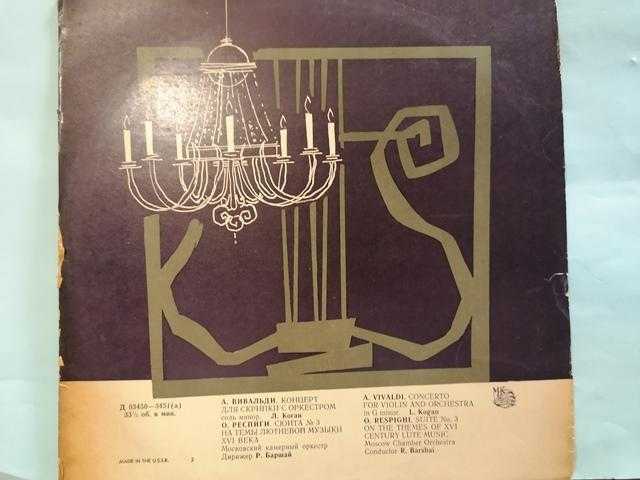 Д 03450—3451(а)
33⅓ об. в мин.
А. ВИВАЛЬДИ. КОНЦЕРТ
ДЛЯ СКРИПКИ С ОРКЕСТРОМ
соль минор. Л. Коган
О. РЕСПИГИ. СЮИТА № 3
НА ТЕМЫ ЛЮТНЕВОЙ МУЗЫКИ
XVI ВЕКА
Московский камерный оркестр
Дирижер Р. Баршай
A. VIVALDI. CONCERTO
FOR VIOLIN AND ORCHESTRA
in G minor. L. Kogan
O. RESPIGHI. SUITE No. 3
ON THE THEMES OF XVI
CENTURY LUTE MUSIC
Moscow Chamber Orchestra
Conductor R. Barshai
MADE IN THE U.S.S.R. 2